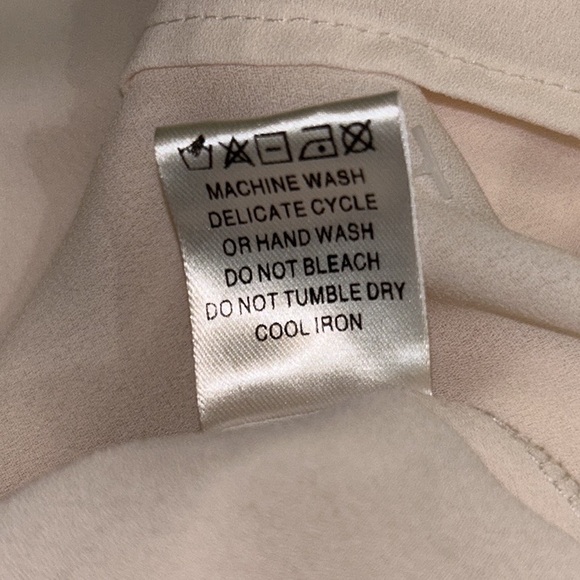 MACHINE WASH
DELICATE CYCLE
OR HAND WASH
DO NOT BLEACH
DO NOT TUMBLE DRY
COOL IRON